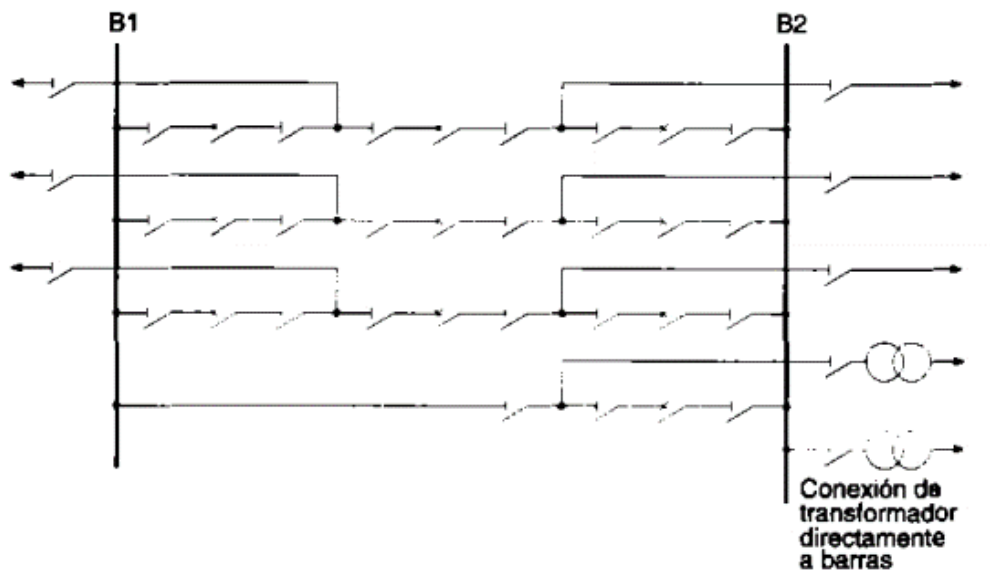 B1
B2
Conexión de
transformador
directamente
a barras